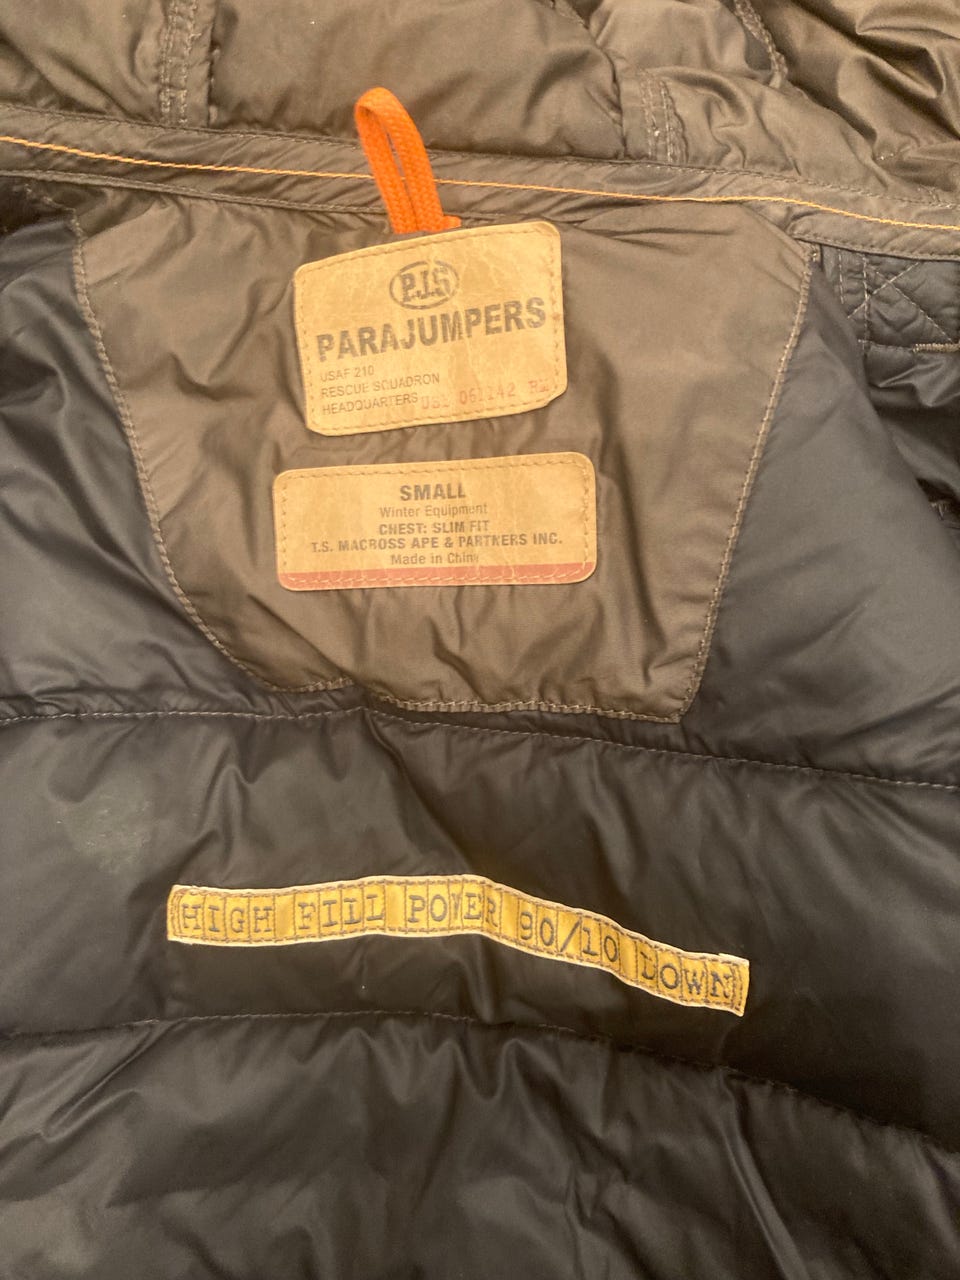 P.J.S
PARAJUMPERS
USAF 210
RESCUE SQUADRON
HEADQUARTERS
SMALL
Winter Equipment
CHEST: SLIM FIT
T.S. MACROSS APE & PARTNERS INC.
Made in China
HIGH FILL POWER 90/10 DOWN